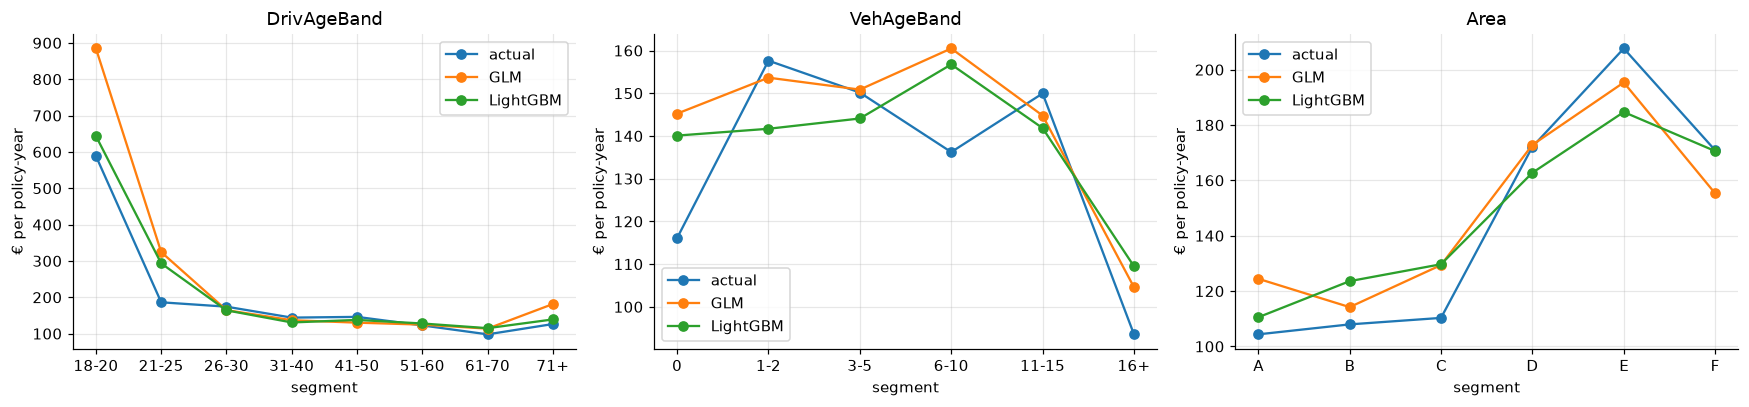 DrivAgeBand
€ per policy-year
900
800
700
600
500
400
300
200
100
actual
GLM
LightGBM
18-20 21-25 26-30 31-40 41-50 51-60 61-70 71+
segment
VehAgeBand
€ per policy-year
160
150
140
130
120
110
100
actual
GLM
LightGBM
0 1-2 3-5 6-10 11-15 16+
segment
Area
€ per policy-year
200
180
160
140
120
100
actual
GLM
LightGBM
A B C D E F
segment